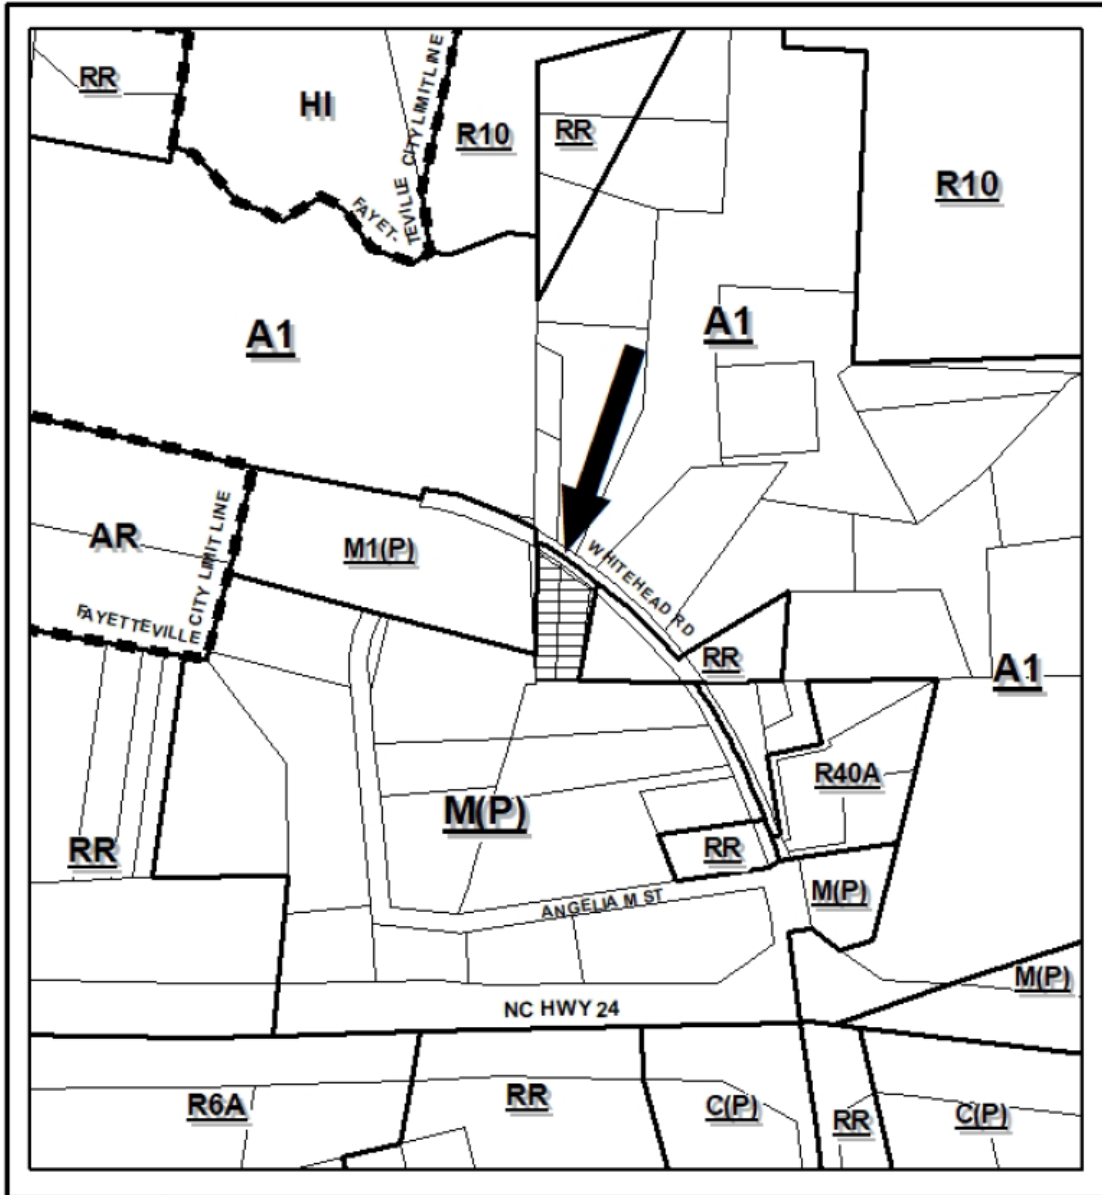 RR
HI
R10
RR
R10
FAYET-
TEVILLE CITY LIMIT LINE
A1
A1
AR
M1(P)
CITY LIMIT LINE
FAYETTEVILLE
WHITEHEAD RD
RR
A1
R40A
M(P)
RR
RR
M(P)
ANGELIA M ST
M(P)
NC HWY 24
R6A
RR
C(P)
RR
C(P)